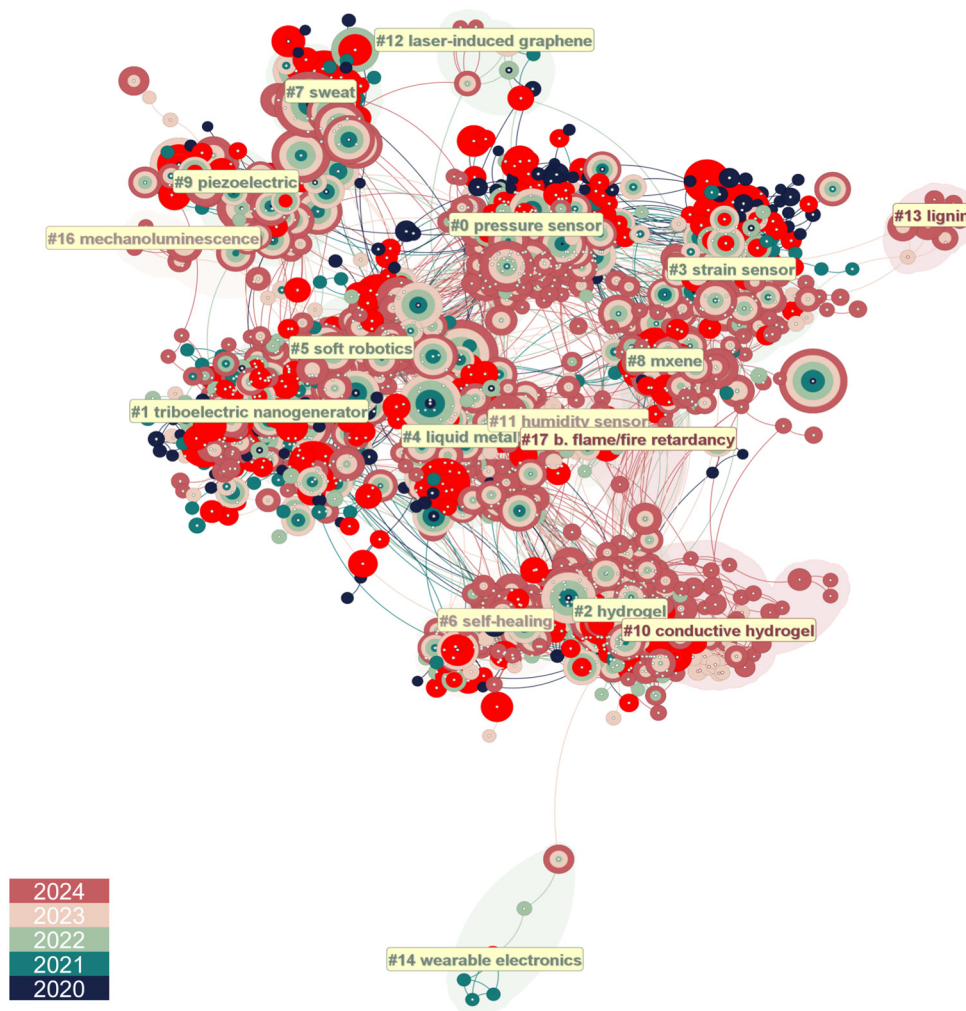 #12 laser-induced graphene
#7 sweat
#9 piezoelectric
#0 pressure sensor
#13 lignin
#16 mechanoluminescence
#3 strain sensor
#5 soft robotics
#8 mxene
#1 triboelectric nanogenerator
#11 humidity sensor
#4 liquid metal
#17 b. flame/fire retardancy
#2 hydrogel
#6 self-healing
#10 conductive hydrogel
2024
2023
2022
2021
2020
#14 wearable electronics